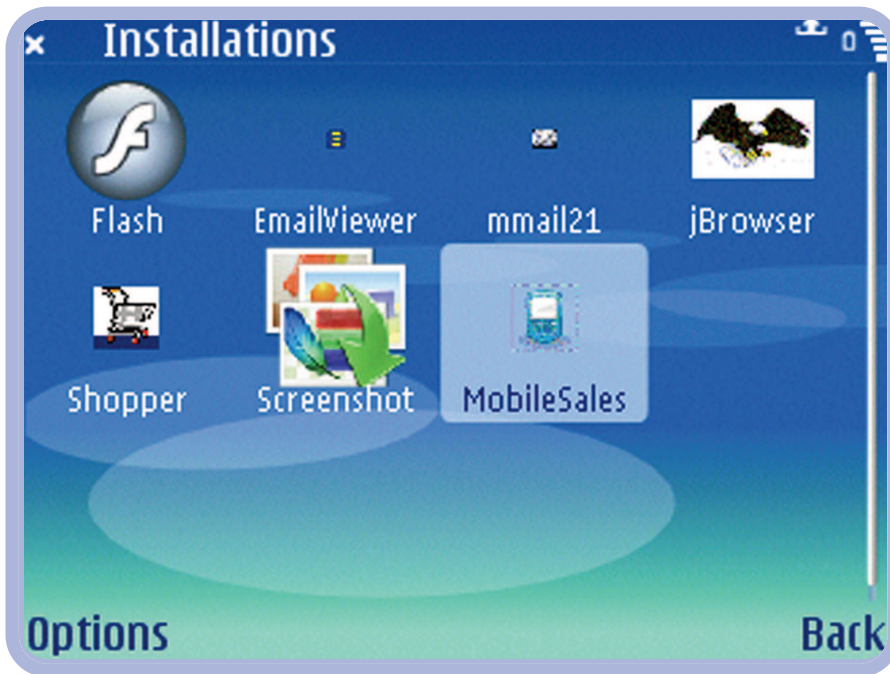 Installations
Flash EmailViewer mmail21 jBrowser
Shopper Screenshot MobileSales
Options Back